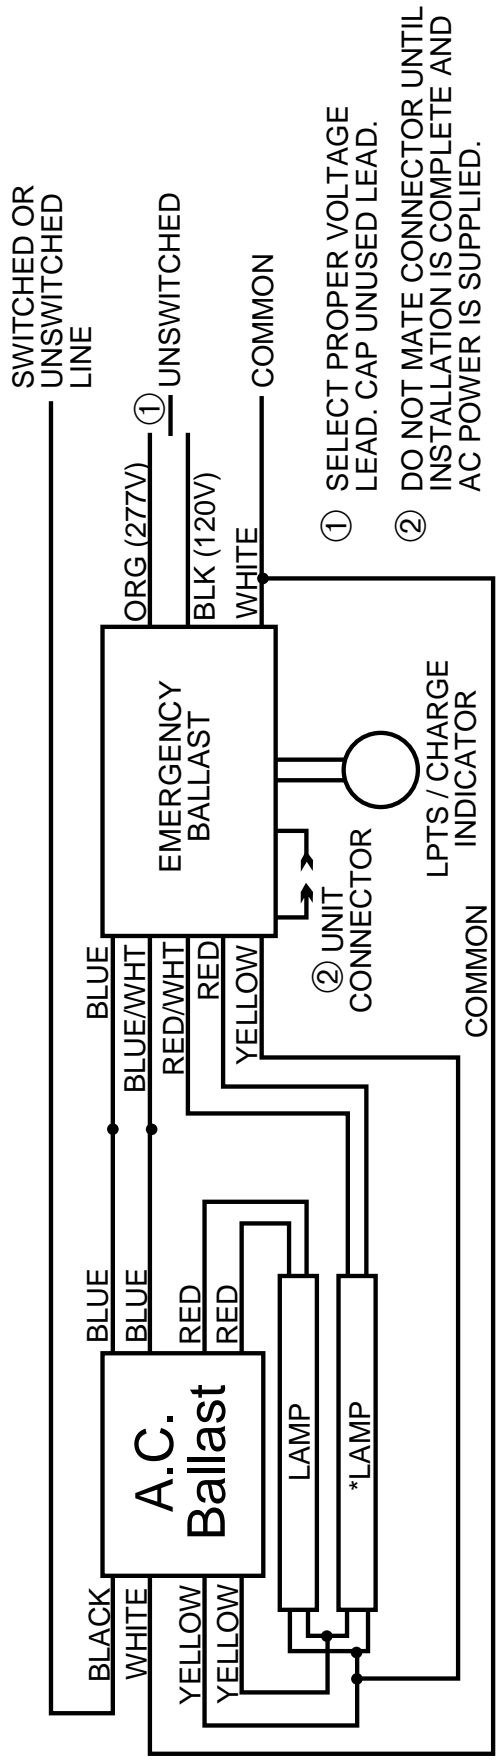 SWITCHED OR
UNSWITCHED
LINE
① UNSWITCHED
COMMON
ORG (277V)
BLK (120V)
WHITE
EMERGENCY
BALLAST
BLUE
BLUE/WHT
RED/WHT
RED
YELLOW
② UNIT
CONNECTOR
LPTS / CHARGE
INDICATOR
COMMON
BLUE
BLUE
RED
RED
A.C.
Ballast
BLACK
WHITE
YELLOW
YELLOW
LAMP
*LAMP
① SELECT PROPER VOLTAGE
LEAD. CAP UNUSED LEAD.
② DO NOT MATE CONNECTOR UNTIL
INSTALLATION IS COMPLETE AND
AC POWER IS SUPPLIED.